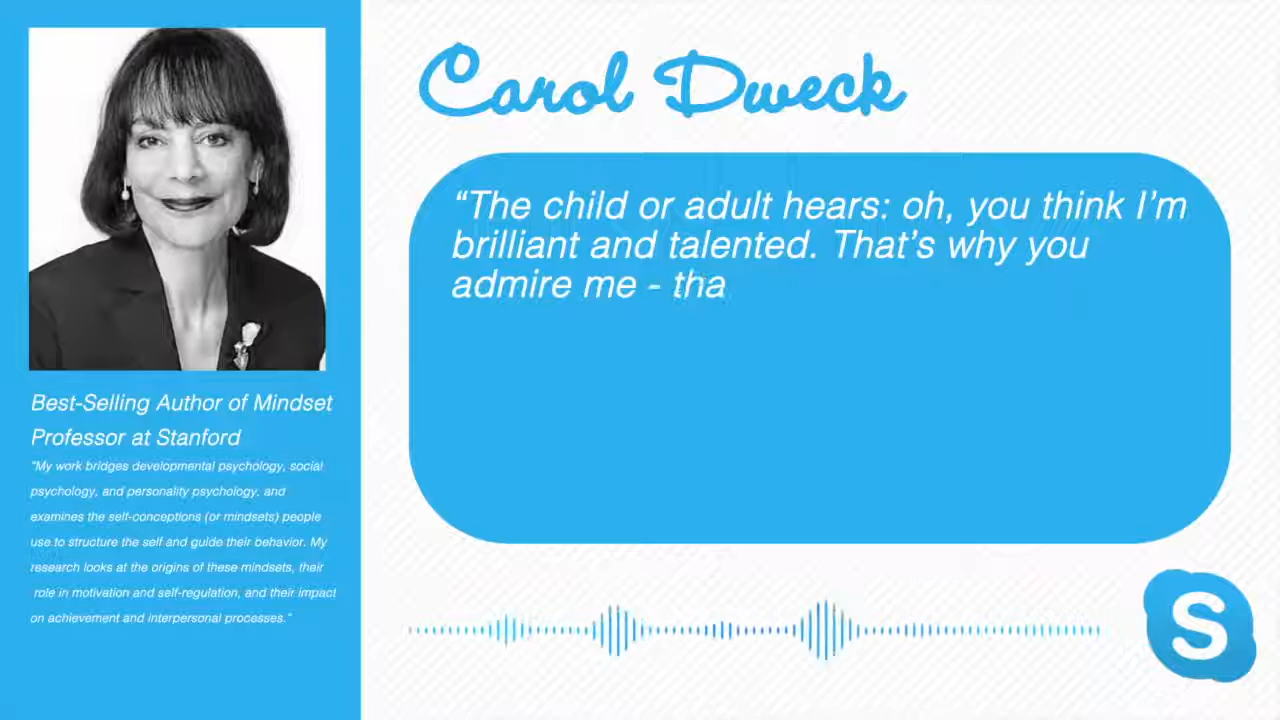 Carol Dweck
“The child or adult hears: oh, you think I’m
brilliant and talented. That’s why you
admire me - tha
Best-Selling Author of Mindset
Professor at Stanford
“My work bridges developmental psychology, social
psychology, and personality psychology, and
examines the self-conceptions (or mindsets) people
use to structure the self and guide their behavior. My
research looks at the origins of these mindsets, their
role in motivation and self-regulation, and their impact
on achievement and interpersonal processes.”
S